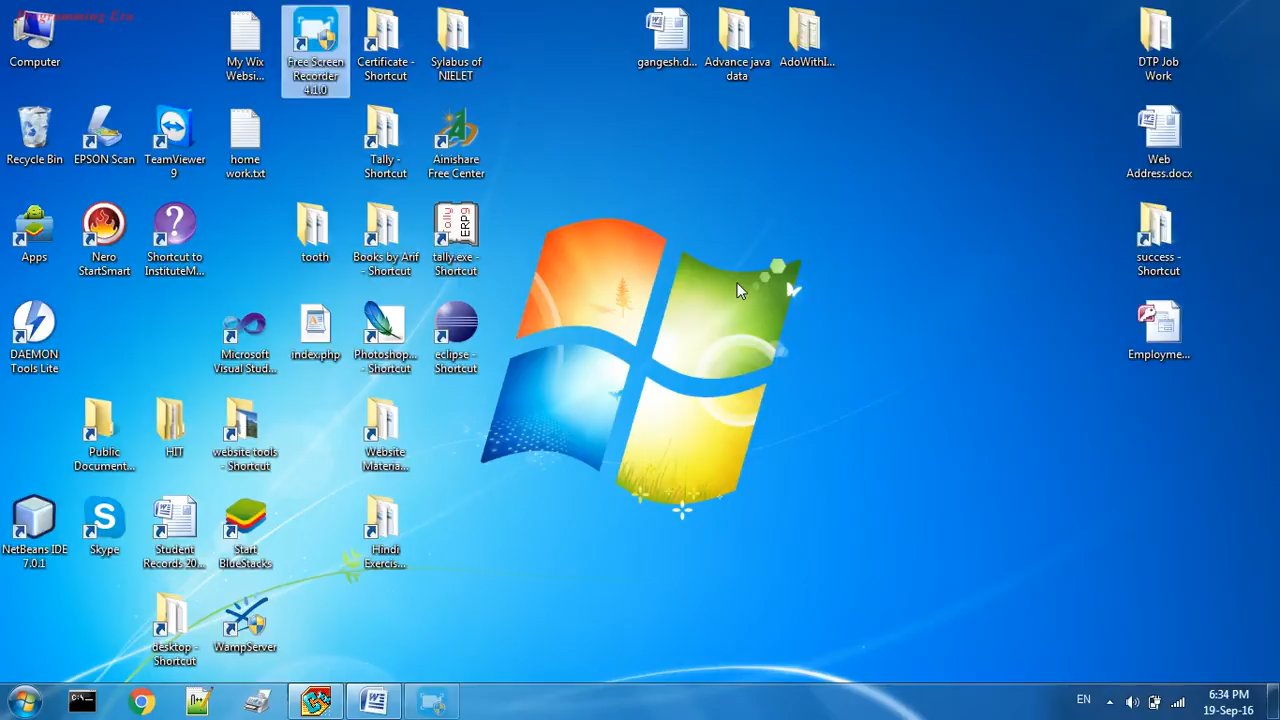 Programming Era
Computer
My Wix
Websi...
Free Screen
Recorder
4.1.0
Certificate -
Shortcut
Sylabus of
NIELET
gangesh.d...
Advance java
data
AdoWithI...
DTP Job
Work
Recycle Bin
EPSON Scan
TeamViewer
9
home
work.txt
Tally -
Shortcut
Ainishare
Free Center
Web
Address.docx
Apps
Nero
StartSmart
Shortcut to
InstituteM...
tooth
Books by Arif
- Shortcut
Tally
ERP9
tally.exe -
Shortcut
success -
Shortcut
DAEMON
Tools Lite
Microsoft
Visual Stud...
index.php
Photoshop...
- Shortcut
eclipse -
Shortcut
Employme...
Public
Document...
HIT
website tools
- Shortcut
Website
Materia...
NetBeans IDE
7.0.1
Skype
Student
Records 20...
Start
BlueStacks
Hindi
Exercis...
desktop -
Shortcut
WampServer
EN
6:34 PM
19-Sep-16